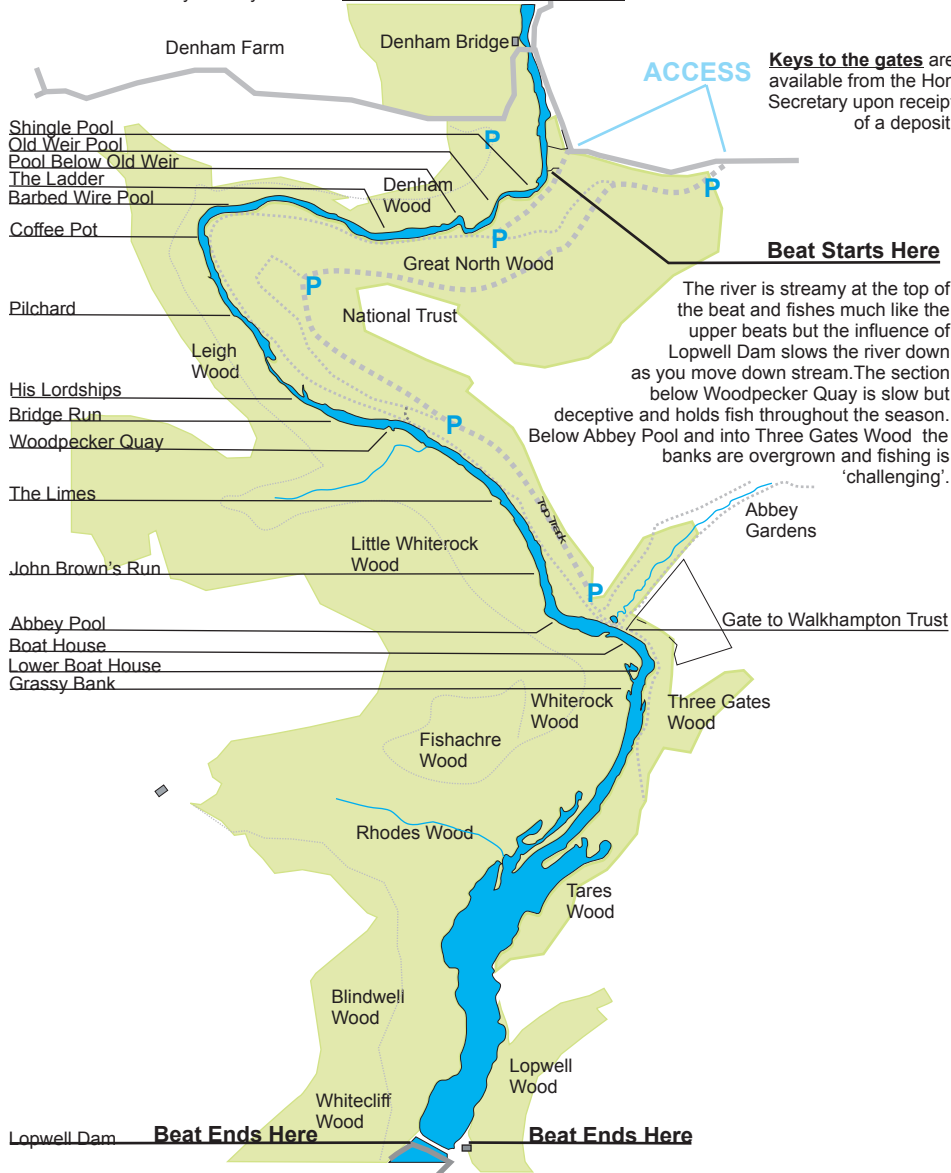 Denham Farm
Denham Bridge
ACCESS
Keys to the gates are
available from the Hon
Secretary upon receip
of a deposit
Shingle Pool
Old Weir Pool
Pool Below Old Weir
The Ladder
Barbed Wire Pool
Coffee Pot
P
Denham
Wood
P
P
Great North Wood
Beat Starts Here
P
National Trust
The river is streamy at the top of
the beat and fishes much like the
upper beats but the influence of
Lopwell Dam slows the river down
as you move down stream.The section
below Woodpecker Quay is slow but
deceptive and holds fish throughout the season.
Below Abbey Pool and into Three Gates Wood the
banks are overgrown and fishing is
‘challenging’.
Pilchard
Leigh
Wood
His Lordships
Bridge Run
Woodpecker Quay
P
The Limes
Top Track
Abbey
Gardens
Little Whiterock
Wood
John Brown's Run
P
Abbey Pool
Gate to Walkhampton Trust
Boat House
Lower Boat House
Grassy Bank
Whiterock
Wood
Three Gates
Wood
Fishachre
Wood
Rhodes Wood
Tares
Wood
Blindwell
Wood
Lopwell
Wood
Whitecliff
Wood
Lopwell Dam
Beat Ends Here
Beat Ends Here